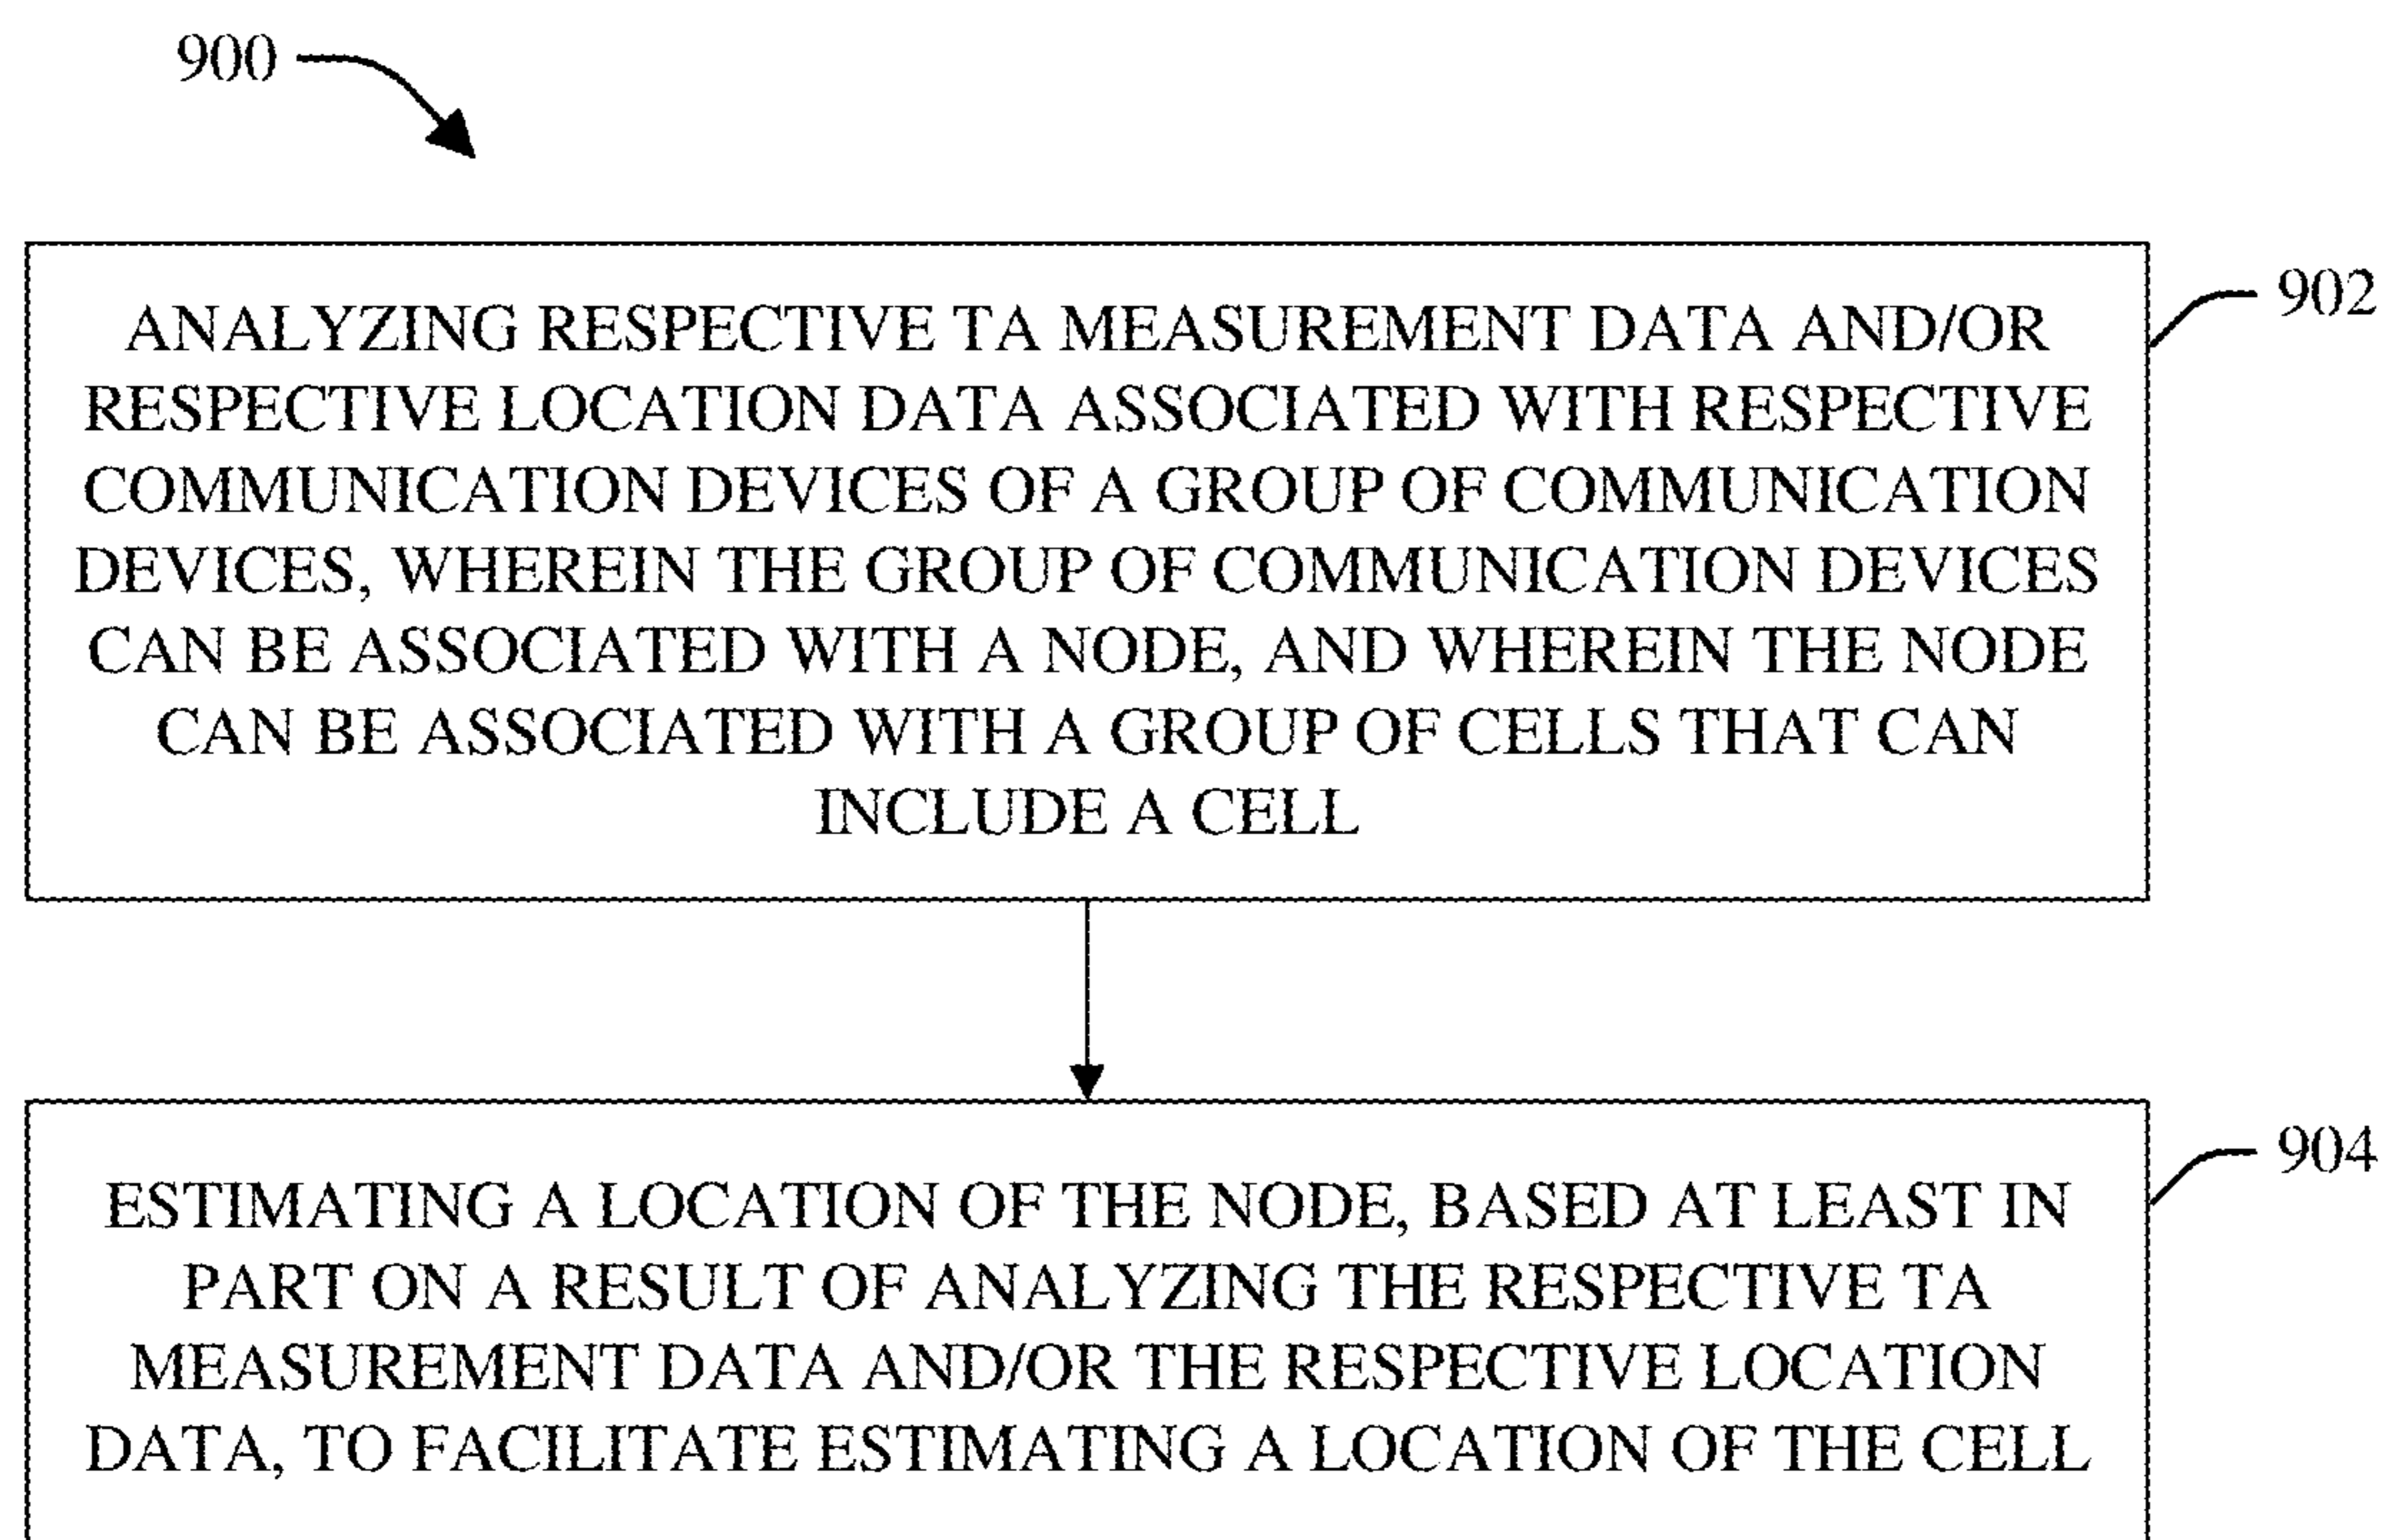 900
902
ANALYZING RESPECTIVE TA MEASUREMENT DATA AND/OR
RESPECTIVE LOCATION DATA ASSOCIATED WITH RESPECTIVE
COMMUNICATION DEVICES OF A GROUP OF COMMUNICATION
DEVICES, WHEREIN THE GROUP OF COMMUNICATION DEVICES
CAN BE ASSOCIATED WITH A NODE, AND WHEREIN THE NODE
CAN BE ASSOCIATED WITH A GROUP OF CELLS THAT CAN
INCLUDE A CELL
904
ESTIMATING A LOCATION OF THE NODE, BASED AT LEAST IN
PART ON A RESULT OF ANALYZING THE RESPECTIVE TA
MEASUREMENT DATA AND/OR THE RESPECTIVE LOCATION
DATA, TO FACILITATE ESTIMATING A LOCATION OF THE CELL